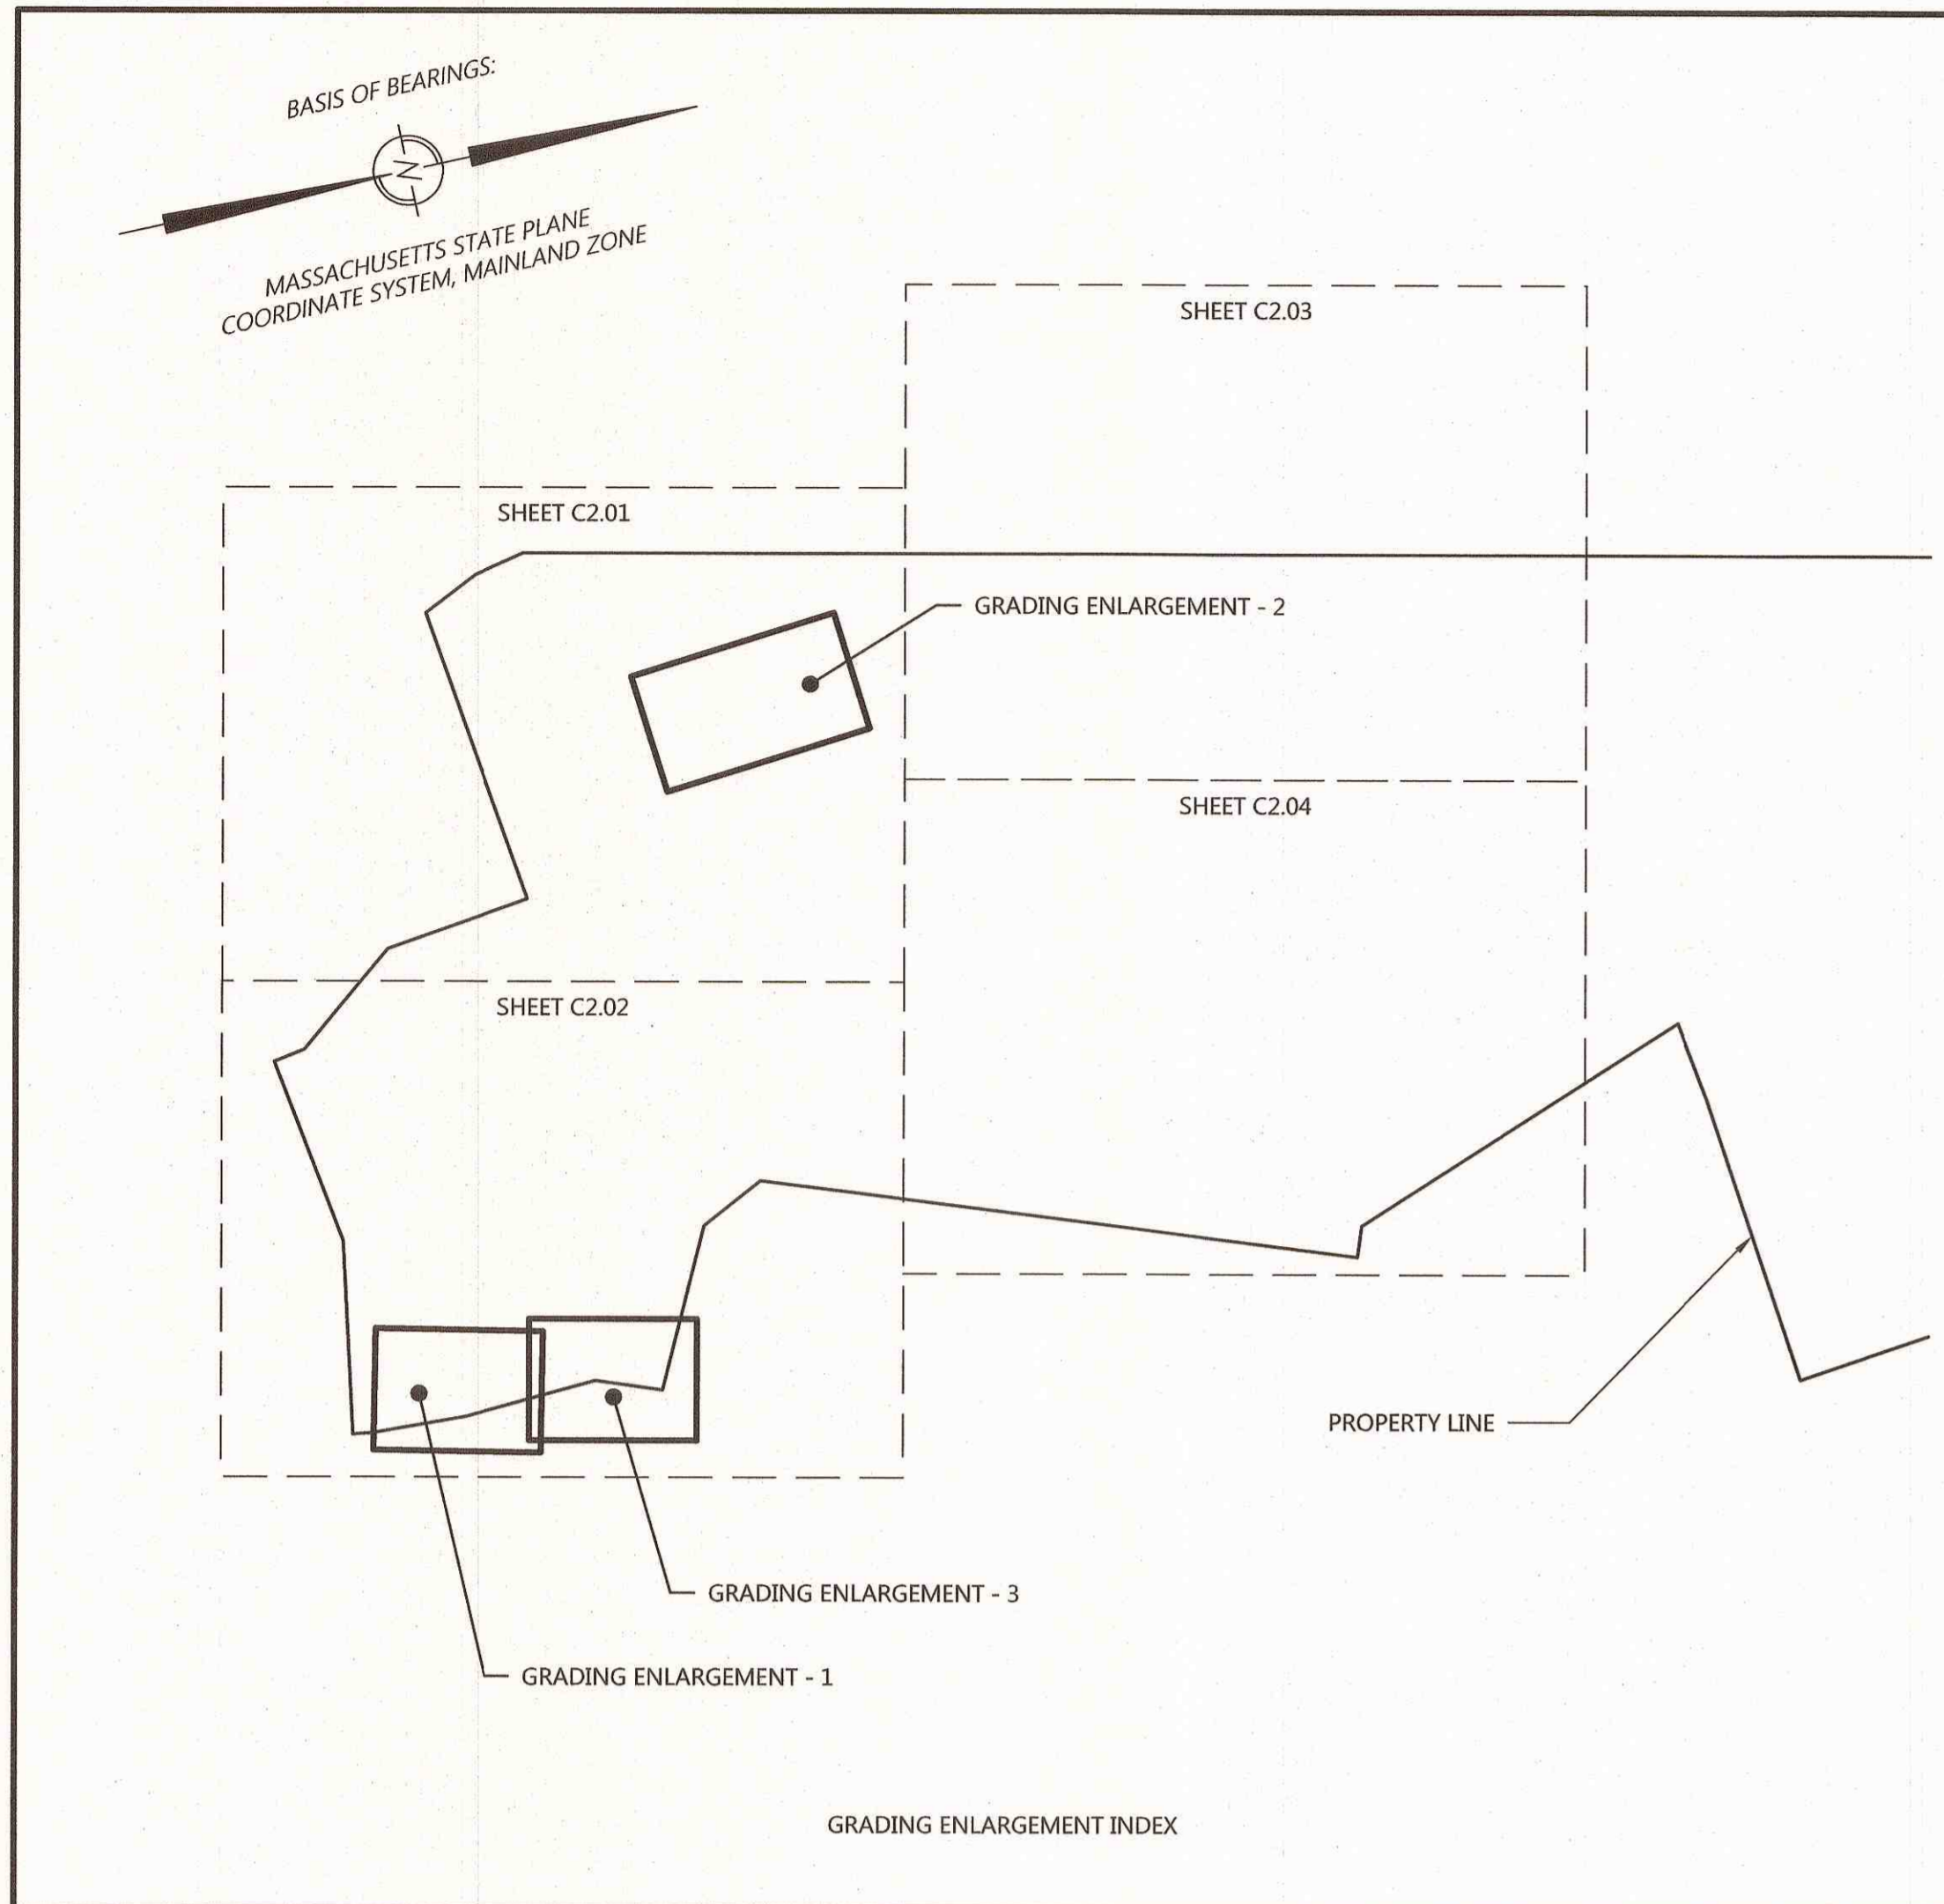 BASIS OF BEARINGS:
N
MASSACHUSETTS STATE PLANE
COORDINATE SYSTEM, MAINLAND ZONE
SHEET C2.03
SHEET C2.01
GRADING ENLARGEMENT - 2
SHEET C2.04
SHEET C2.02
PROPERTY LINE
GRADING ENLARGEMENT - 3
GRADING ENLARGEMENT - 1
GRADING ENLARGEMENT INDEX